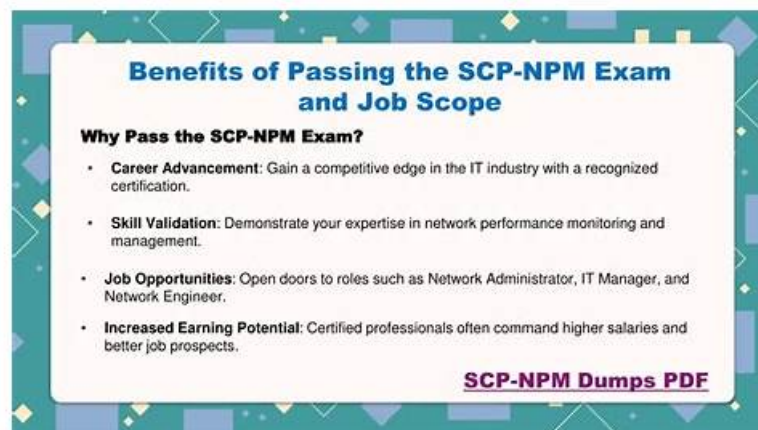 Benefits of Passing the SCP-NPM Exam
and Job Scope
Why Pass the SCP-NPM Exam?
• Career Advancement: Gain a competitive edge in the IT industry with a recognized
certification.
• Skill Validation: Demonstrate your expertise in network performance monitoring and
management.
• Job Opportunities: Open doors to roles such as Network Administrator, IT Manager, and
Network Engineer.
• Increased Earning Potential: Certified professionals often command higher salaries and
better job prospects.
SCP-NPM Dumps PDF